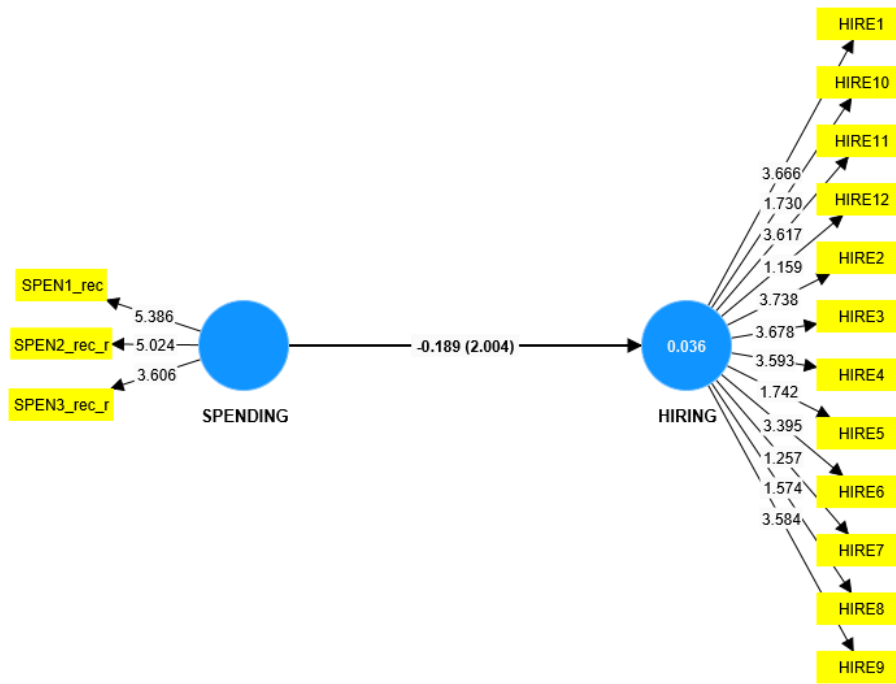 HIRE1
HIRE10
HIRE11
HIRE12
HIRE2
HIRE3
HIRE4
HIRE5
HIRE6
HIRE7
HIRE8
HIRE9
3.666
1.730
3.617
1.159
3.738
3.678
3.593
1.742
3.395
1.257
1.574
3.584
SPEN1_rec
SPEN2_rec_r
SPEN3_rec_r
5.386
5.024
3.606
SPENDING
-0.189 (2.004)
0.036
HIRING